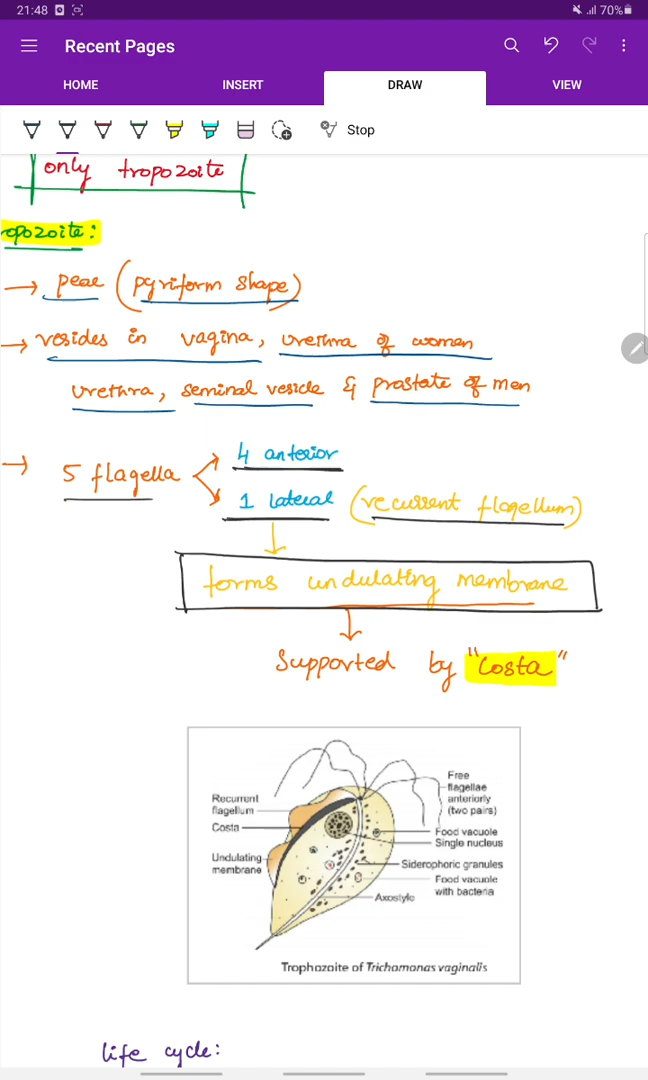 21:48
70%
Recent Pages
HOME INSERT DRAW VIEW
Stop
only tropozoite
opozoite:
→ pear (pyriform shape)
→ resides in vagina, urethra of women
urethra, seminal vesicle & prostate of men
→ 5 flagella
4 anterior
1 lateral (recurrent flagellum)
forms undulating membrane
Supported by "Costa"
Recurrent
flagellum
Costa
Undulating
membrane
Free
flagellae
anteriorly
(two pairs)
Food vacuole
Single nucleus
Siderophoric granules
Food vacuole
with bacteria
Axostyle
Trophozoite of Trichomonas vaginalis
life cycle: